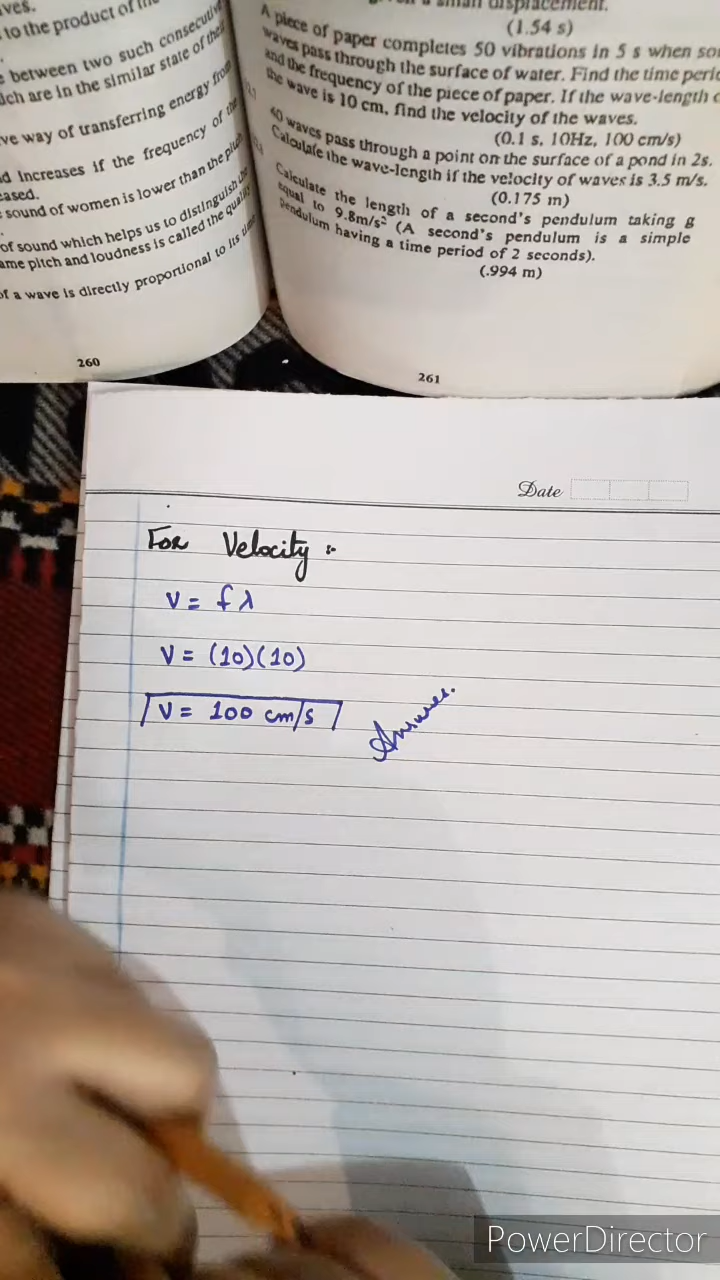 ves.
to the product of
between two such consecutive
ich are in the similar state of their
ve way of transferring energy from
d increases if the frequency of the
eased.
sound of women is lower than the pitch
of sound which helps us to distinguish
ame pitch and loudness is called the quality
of a wave is directly proportional to its
260
displacement.
(1.54 s)
A piece of paper completes 50 vibrations in 5 s when
waves pass through the surface of water. Find the time
and the frequency of the piece of paper. If the wave-length
the wave is 10 cm, find the velocity of the waves.
(0.1 s, 10Hz, 100 cm/s)
40 waves pass through a point on the surface of a pond in 2s.
Calculate the wave-length if the velocity of waves is 3.5 m/s.
(0.175 m)
Calculate the length of a second's pendulum taking g
equal to 9.8m/s² (A second's pendulum is a simple
pendulum having a time period of 2 seconds).
(.994 m)
261
Date
For Velocity :-
V = fλ
V = (10)(10)
V = 100 cm/s
Answer.
PowerDirector